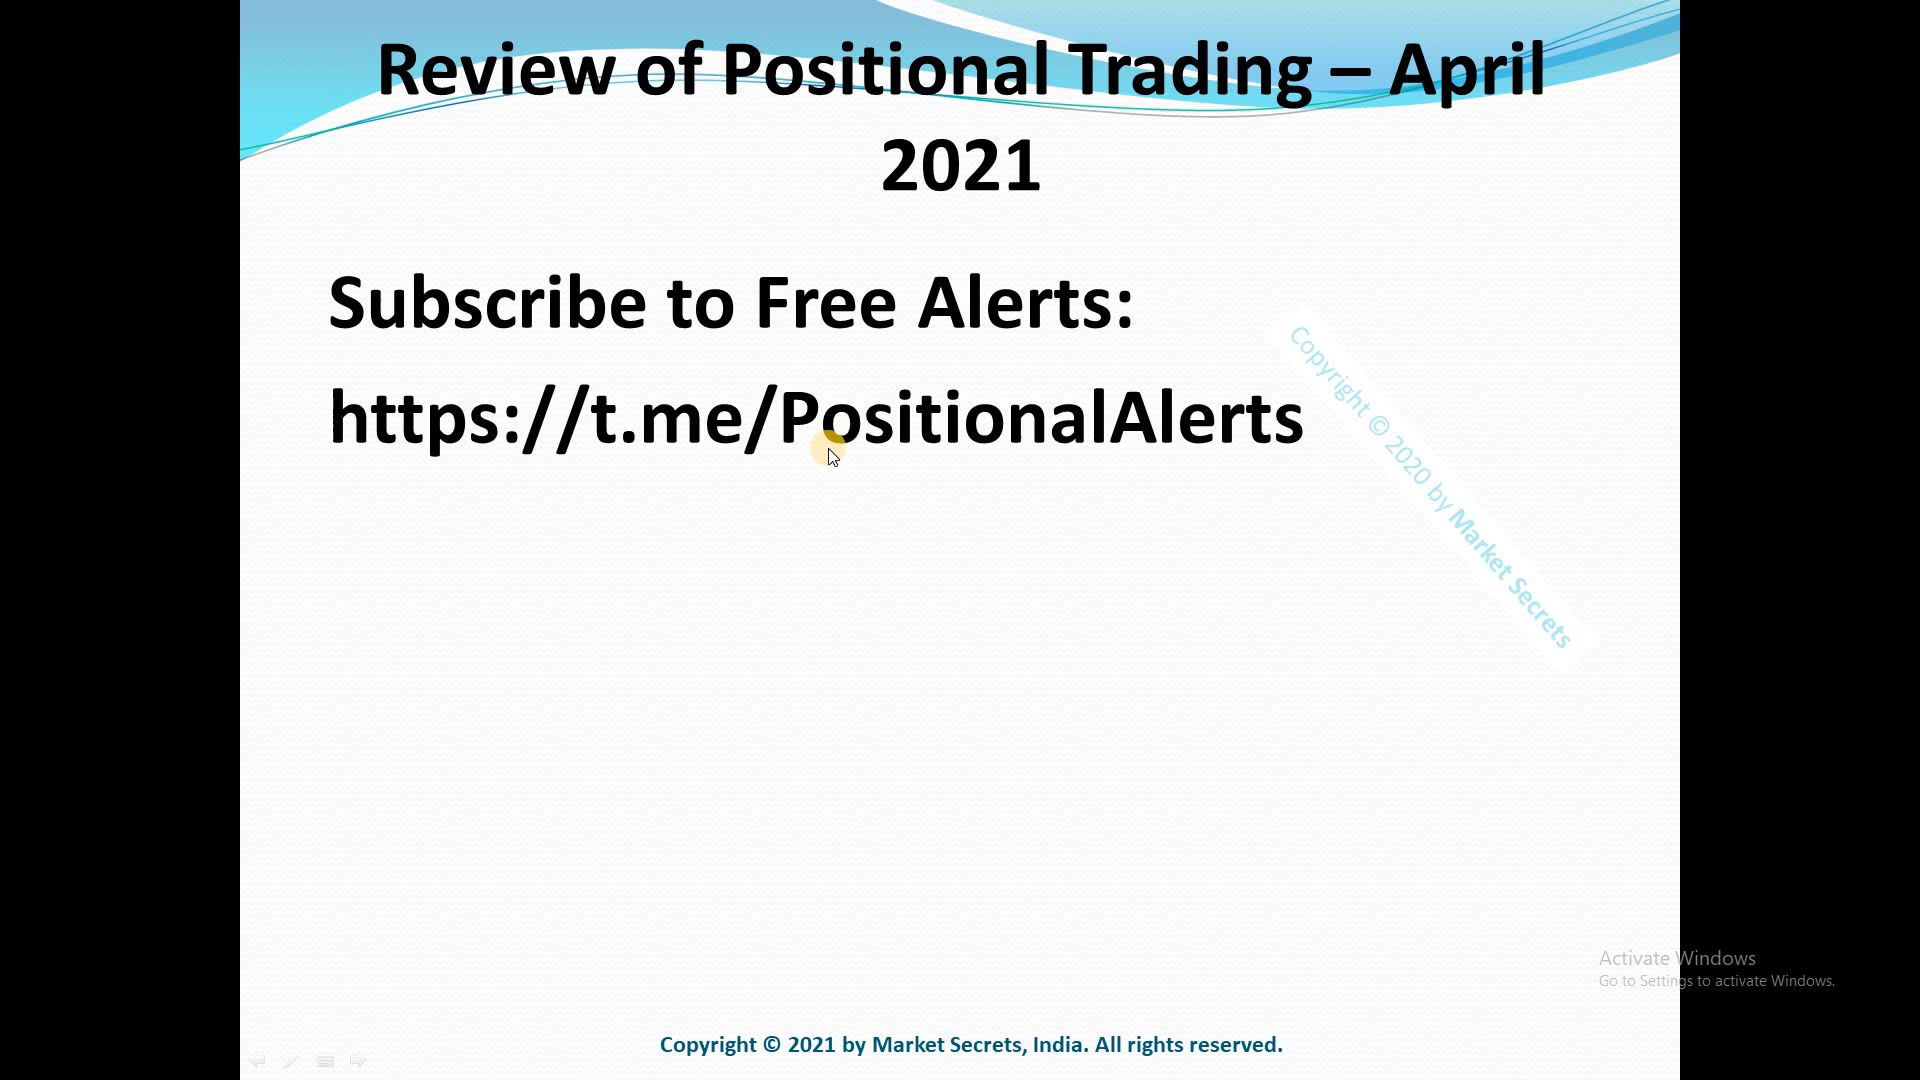 Review of Positional Trading – April
2021
Subscribe to Free Alerts:
https://t.me/PositionalAlerts
Copyright © 2020 by Market Secrets
Activate Windows
Go to Settings to activate Windows.
Copyright © 2021 by Market Secrets, India. All rights reserved.